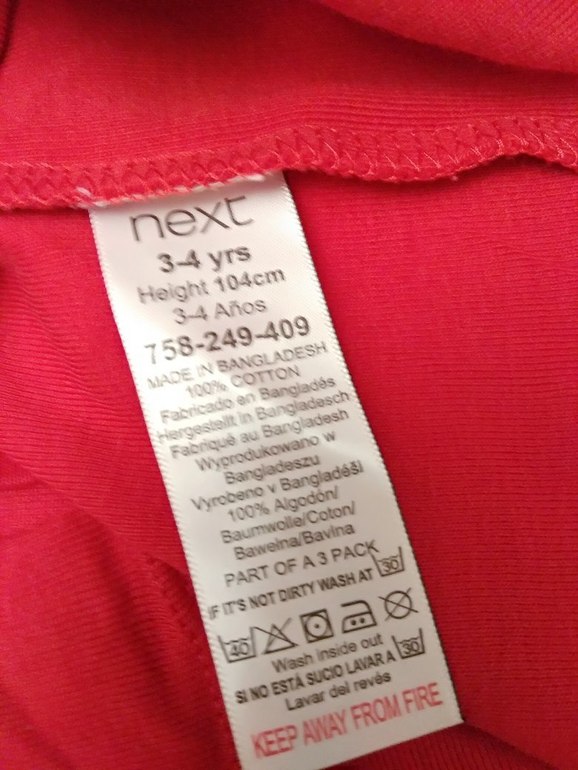 next
3-4 yrs
Height 104cm
3-4 Años
758-249-409
MADE IN BANGLADESH
100% COTTON
Fabricado en Bangladés
Hergestellt in Bangladesch
Fabriqué au Bangladesh
Wyprodukowano w
Bangladeszu
Vyrobeno v Bangladéši
100% Algodón/
Baumwolle/Coton/
Bawełna/Bavlna
PART OF A 3 PACK
IF IT'S NOT DIRTY WASH AT 30
40
Wash inside out
SI NO ESTÁ SUCIO LAVAR A 30
Lavar del revés
KEEP AWAY FROM FIRE